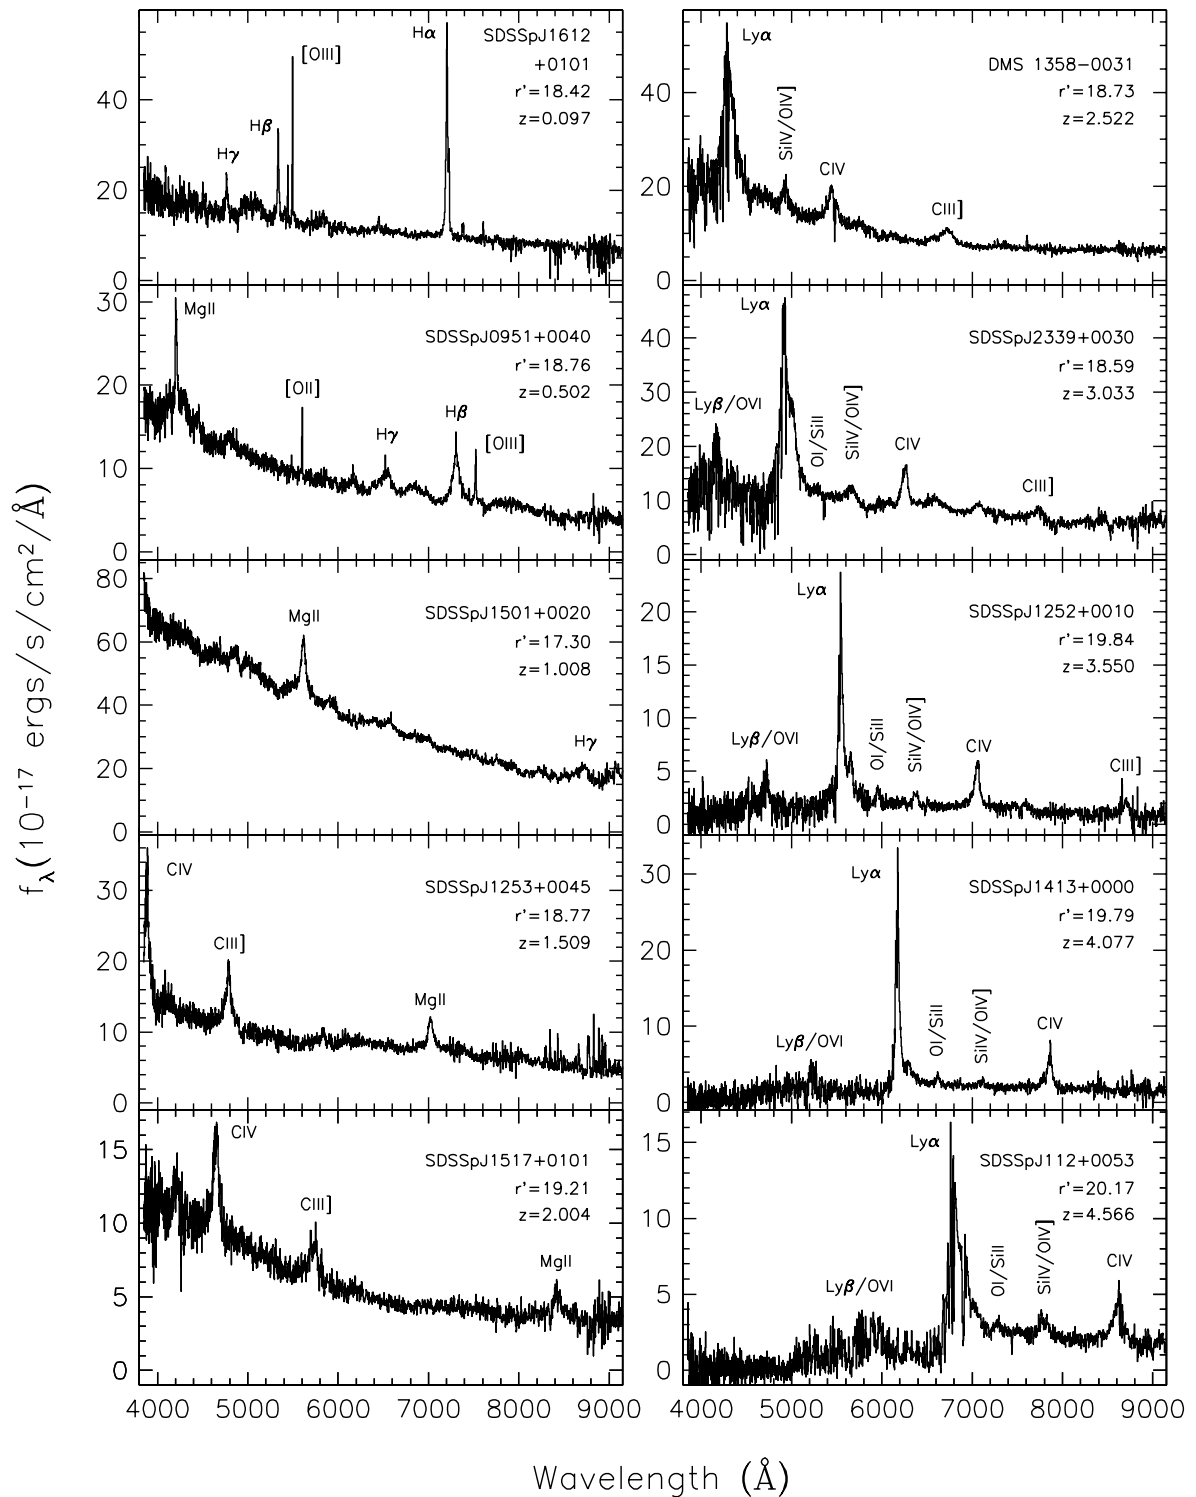 f_λ(10^−17 ergs/s/cm²/Å)
SDSSpJ1612
+0101
r'=18.42
z=0.097
Hγ
Hβ
[OIII]
Hα
40
20
0
SDSSpJ0951+0040
r'=18.76
z=0.502
MgII
[OII]
Hγ
Hβ
[OIII]
30
20
10
0
SDSSpJ1501+0020
r'=17.30
z=1.008
MgII
Hγ
80
60
40
20
0
SDSSpJ1253+0045
r'=18.77
z=1.509
CIV
CIII]
MgII
30
20
10
0
SDSSpJ1517+0101
r'=19.21
z=2.004
CIV
CIII]
MgII
15
10
5
0
4000 5000 6000 7000 8000 9000
DMS 1358−0031
r'=18.73
z=2.522
Lyα
SiIV/OIV]
CIV
CIII]
40
20
0
SDSSpJ2339+0030
r'=18.59
z=3.033
Lyα
Lyβ/OVI
OI/SiII
SiIV/OIV]
CIV
CIII]
40
30
20
10
0
SDSSpJ1252+0010
r'=19.84
z=3.550
Lyα
Lyβ/OVI
OI/SiII
SiIV/OIV]
CIV
CIII]
20
15
10
5
0
SDSSpJ1413+0000
r'=19.79
z=4.077
Lyα
Lyβ/OVI
OI/SiII
SiIV/OIV]
CIV
30
20
10
0
SDSSpJ112+0053
r'=20.17
z=4.566
Lyα
Lyβ/OVI
OI/SiII
SiIV/OIV]
CIV
15
10
5
0
4000 5000 6000 7000 8000 9000
Wavelength (Å)